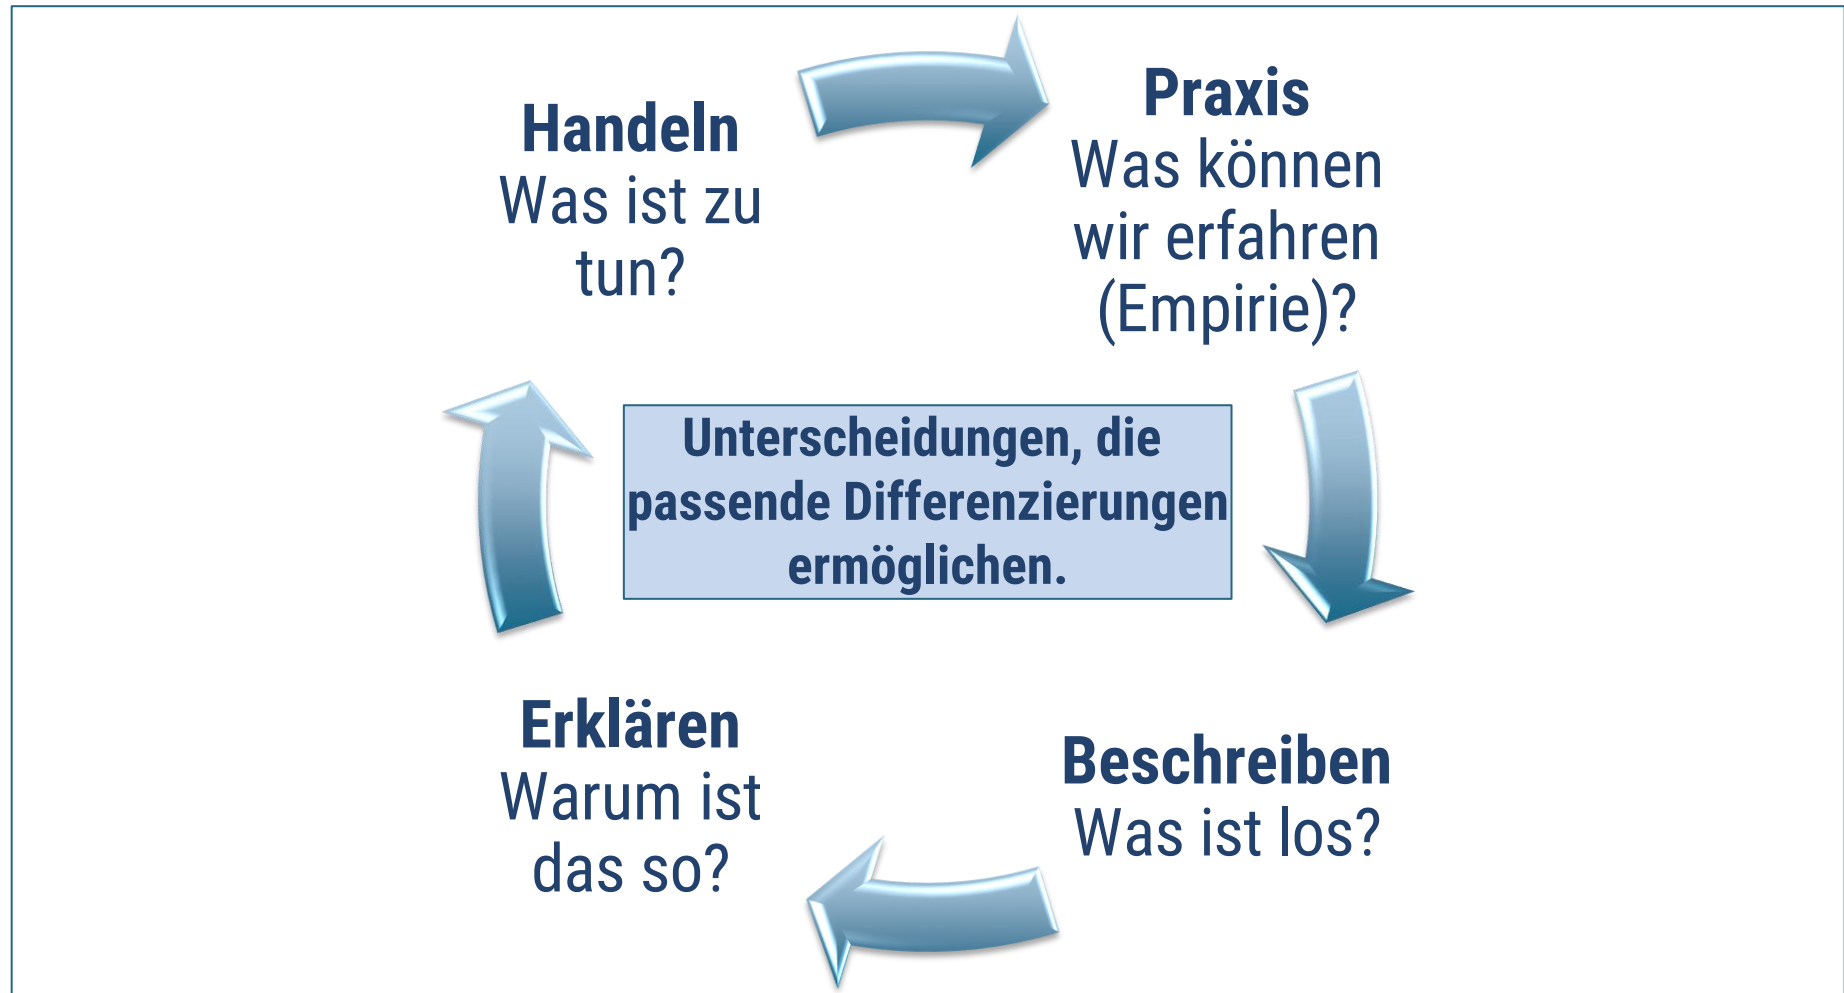 Handeln
Was ist zu
tun?
Praxis
Was können
wir erfahren
(Empirie)?
Unterscheidungen, die
passende Differenzierungen
ermöglichen.
Erklären
Warum ist
das so?
Beschreiben
Was ist los?